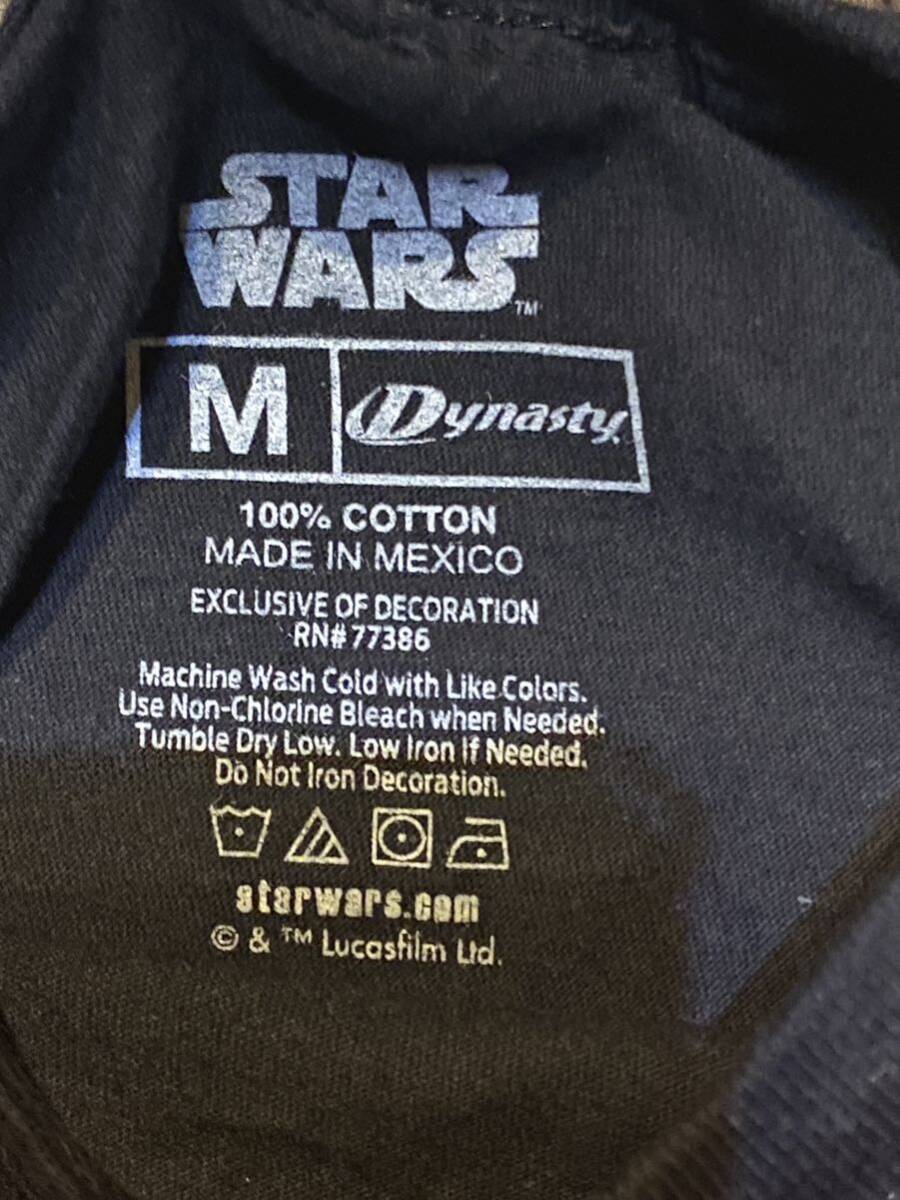 STAR
WARS™
M Dynasty.
100% COTTON
MADE IN MEXICO
EXCLUSIVE OF DECORATION
RN#77386
Machine Wash Cold with Like Colors.
Use Non-Chlorine Bleach when Needed.
Tumble Dry Low. Low Iron if Needed.
Do Not Iron Decoration.
starwars.com
© & ™ Lucasfilm Ltd.